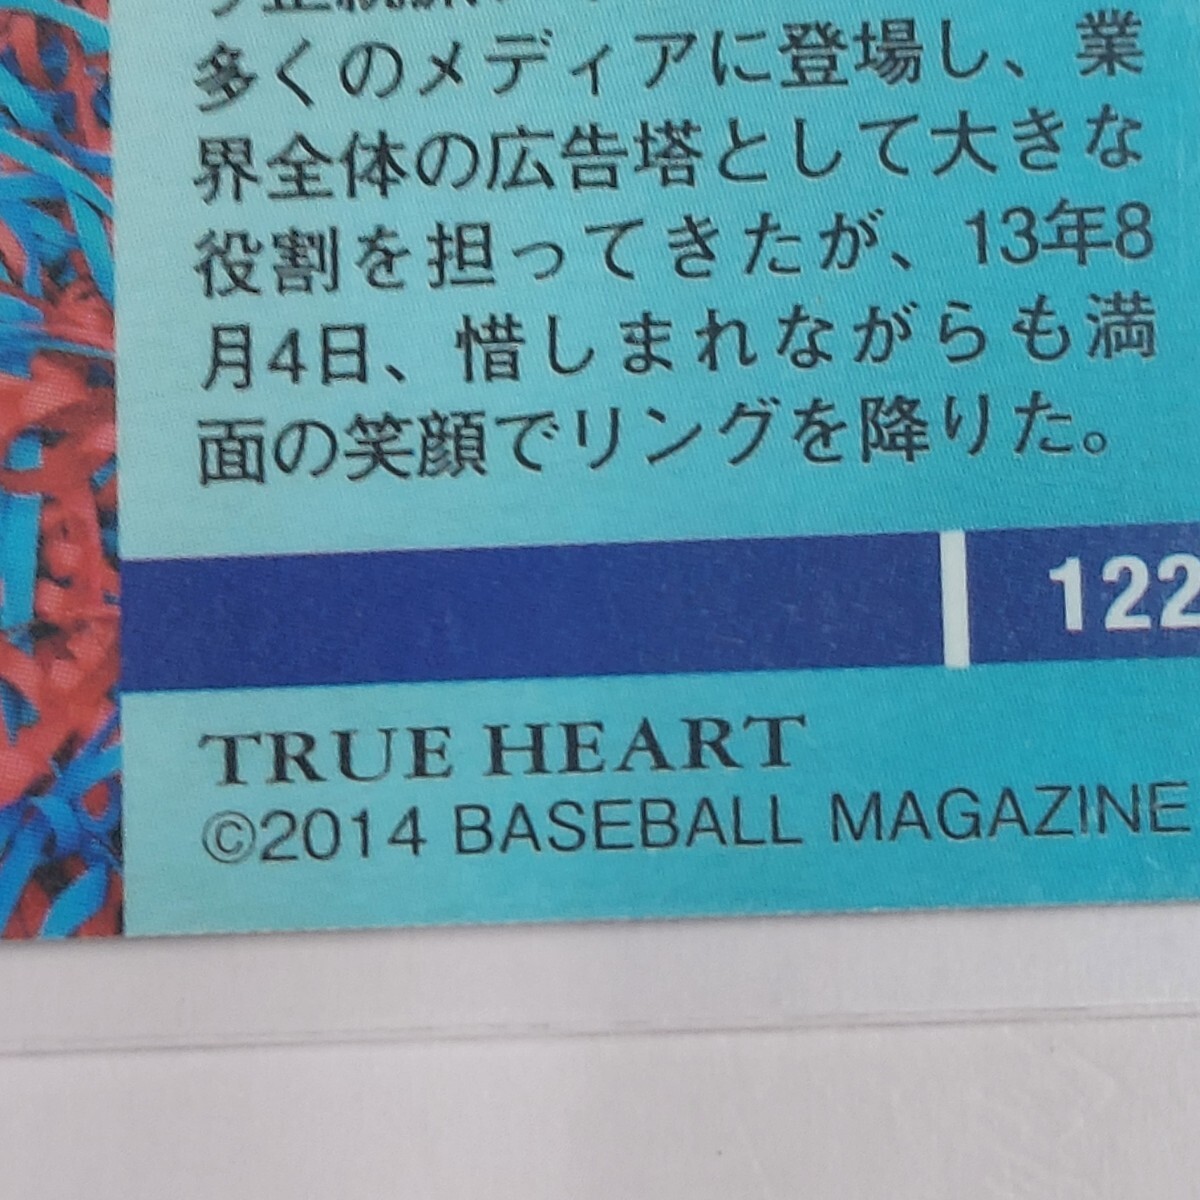 多くのメディアに登場し、業
界全体の広告塔として大きな
役割を担ってきたが、13年8
月4日、惜しまれながらも満
面の笑顔でリングを降りた。
122
TRUE HEART
©2014 BASEBALL MAGAZINE